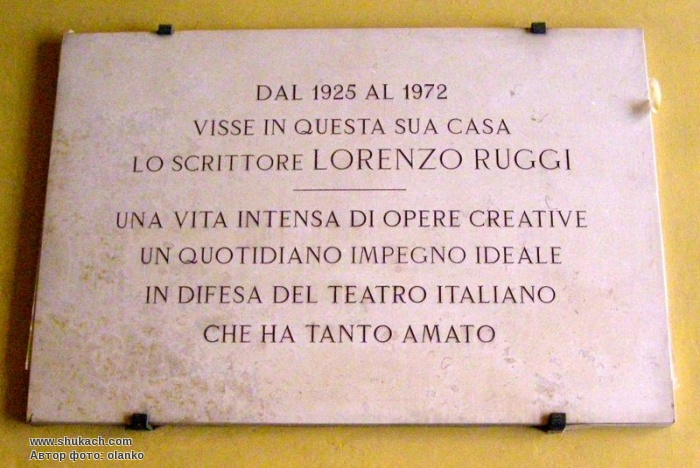 DAL 1925 AL 1972
VISSE IN QUESTA SUA CASA
LO SCRITTORE LORENZO RUGGI
UNA VITA INTENSA DI OPERE CREATIVE
UN QUOTIDIANO IMPEGNO IDEALE
IN DIFESA DEL TEATRO ITALIANO
CHE HA TANTO AMATO
www.shukach.com
Автор фото: olanko